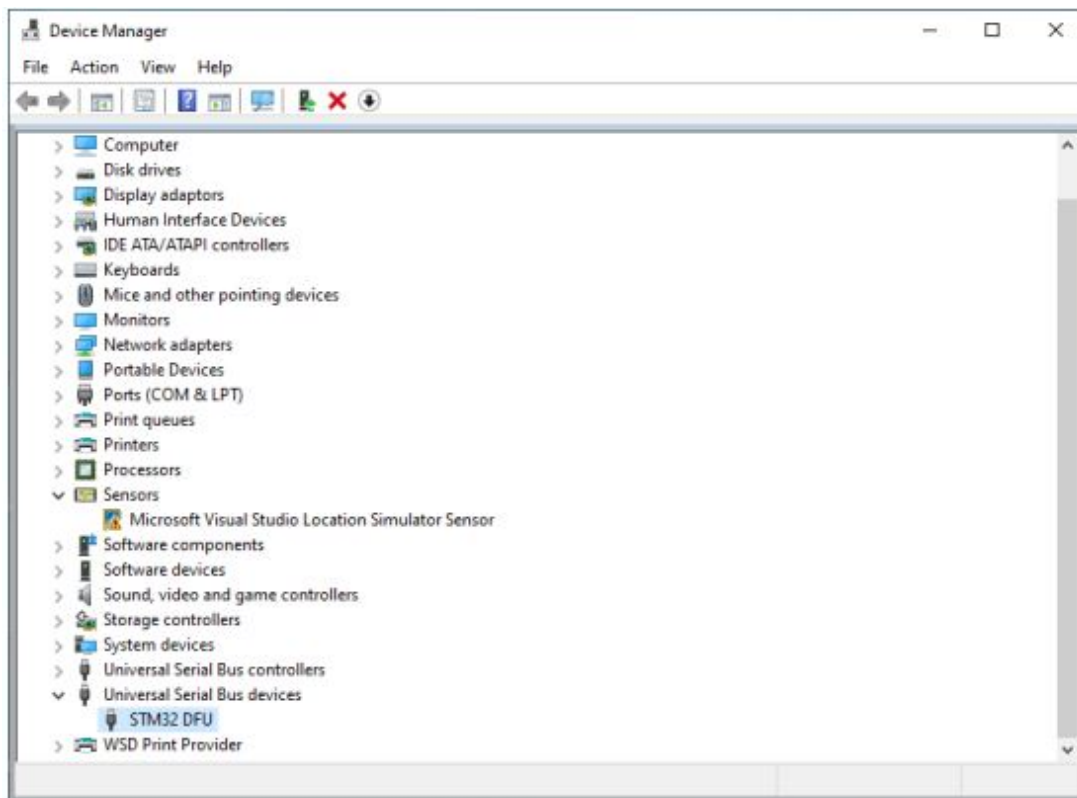 Device Manager
File Action View Help
Computer
Disk drives
Display adaptors
Human Interface Devices
IDE ATA/ATAPI controllers
Keyboards
Mice and other pointing devices
Monitors
Network adapters
Portable Devices
Ports (COM & LPT)
Print queues
Printers
Processors
Sensors
Microsoft Visual Studio Location Simulator Sensor
Software components
Software devices
Sound, video and game controllers
Storage controllers
System devices
Universal Serial Bus controllers
Universal Serial Bus devices
STM32 DFU
WSD Print Provider